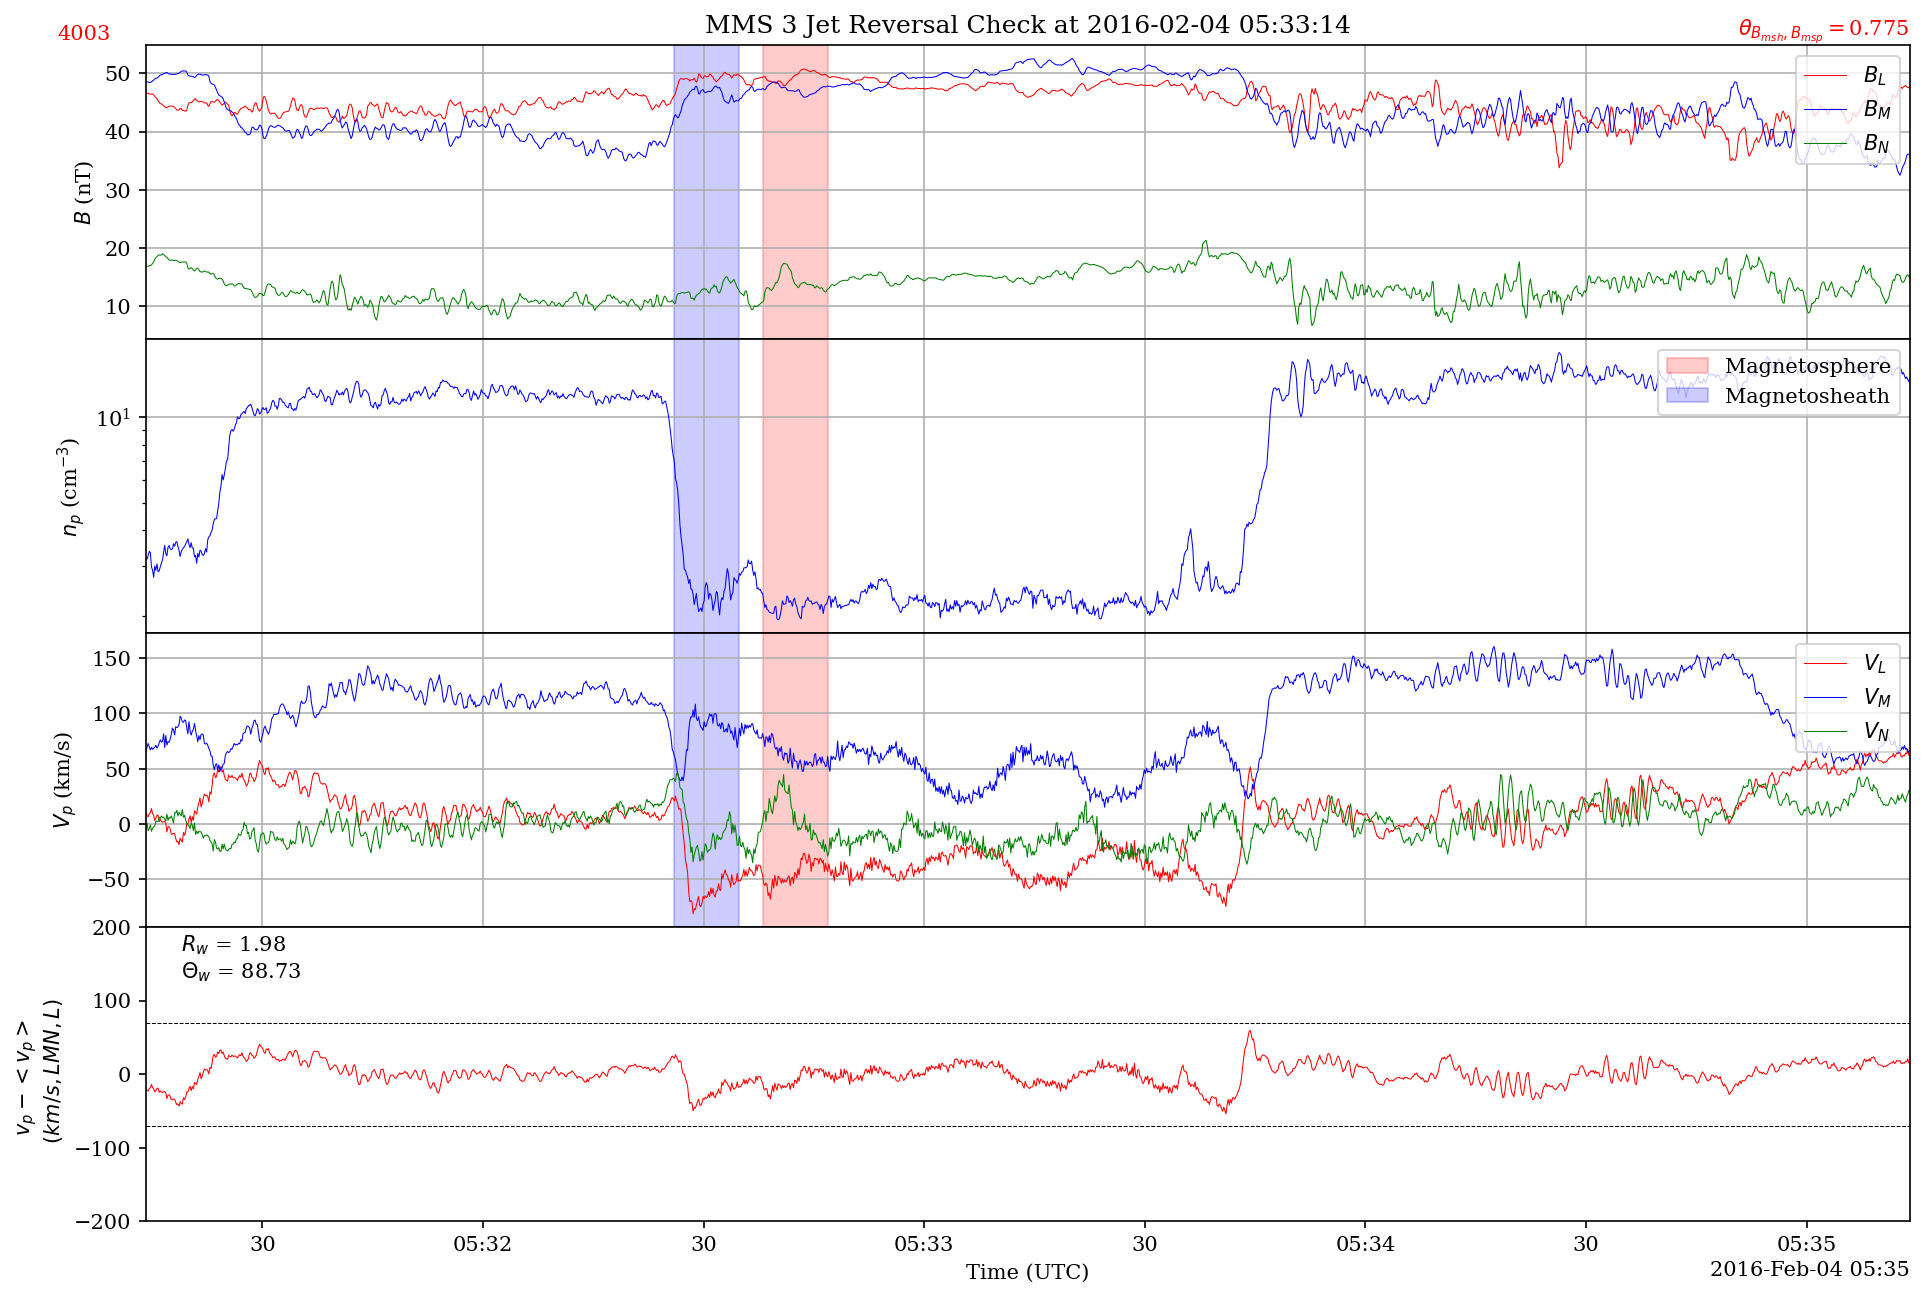 4003
MMS 3 Jet Reversal Check at 2016-02-04 05:33:14
θ_{B_{msh}, B_{msp}} = 0.775
50
40
30
20
10
B (nT)
B_L
B_M
B_N
10¹
n_p (cm⁻³)
Magnetosphere
Magnetosheath
150
100
50
0
−50
V_p (km/s)
V_L
V_M
V_N
200
100
0
−100
−200
v_p − < v_p >
(km/s, LMN, L)
R_w = 1.98
Θ_w = 88.73
30
05:32
30
05:33
30
05:34
30
05:35
Time (UTC)
2016-Feb-04 05:35